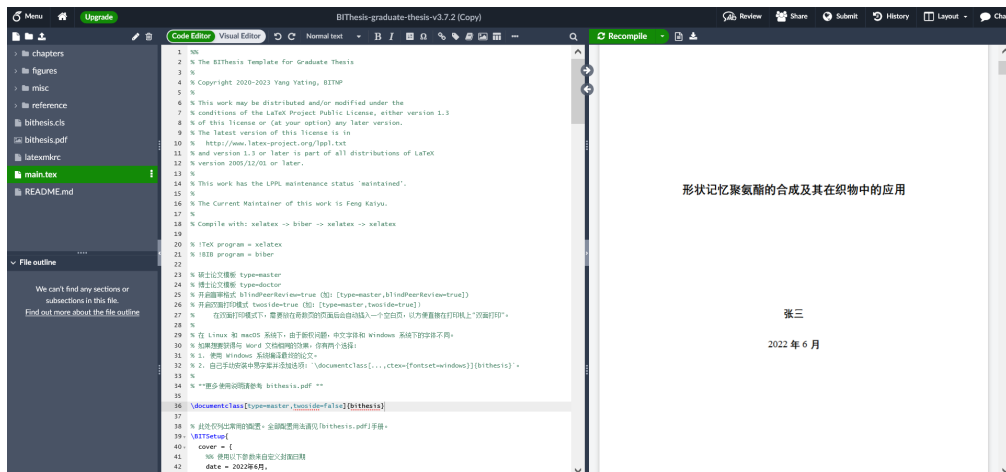 Menu
Upgrade
BIThesis-graduate-thesis-v3.7.2 (Copy)
Review
Share
Submit
History
Layout
Cha
Code Editor
Visual Editor
Normal text
B I Ω
Recompile
chapters
figures
misc
reference
bithesis.cls
bithesis.pdf
latexmkrc
main.tex
README.md
File outline
We can't find any sections or
subsections in this file.
Find out more about the file outline
1 %%
2 % The BIThesis Template for Graduate Thesis
3 %
4 % Copyright 2020-2023 Yang Yating, BITNP
5 %
6 % This work may be distributed and/or modified under the
7 % conditions of the LaTeX Project Public License, either version 1.3
8 % of this license or (at your option) any later version.
9 % The latest version of this license is in
10 % http://www.latex-project.org/lppl.txt
11 % and version 1.3 or later is part of all distributions of LaTeX
12 % version 2005/12/01 or later.
13 %
14 % This work has the LPPL maintenance status `maintained'.
15 %
16 % The Current Maintainer of this work is Feng Kaiyu.
17 %
18 % Compile with: xelatex -> biber -> xelatex -> xelatex
19
20 % !TeX program = xelatex
21 % !BIB program = biber
22
23 % 硕士论文模板 type=master
24 % 博士论文模板 type=doctor
25 % 开启盲审格式 blindPeerReview=true (如: [type=master,blindPeerReview=true])
26 % 开启双面打印模式 twoside=true (如: [type=master,twoside=true])
27 % 在双面打印模式下，需要放在奇数页的页面后会自动插入一个空白页，以方便直接在打印机上"双面打印"。
28 %
29 % 在 Linux 和 macOS 系统下，由于版权问题，中文字体和 Windows 系统下的字体不同。
30 % 如果想要获得与 Word 文档相同的效果，你有两个选择：
31 % 1. 使用 Windows 系统编译最终的论文。
32 % 2. 自己手动安装中易字库并添加选项：`\documentclass[...,ctex={fontset=windows}]{bithesis}`。
33 %
34 % **更多使用说明请参考 bithesis.pdf **
35
36 \documentclass[type=master,twoside=false]{bithesis}
37
38 % 此处仅列出常用的配置。全部配置用法请见「bithesis.pdf」手册。
39 \BITSetup{
40 cover = {
41 %% 使用以下参数来自定义封面日期
42 date = 2022年6月,
形状记忆聚氨酯的合成及其在织物中的应用
张三
2022 年 6 月